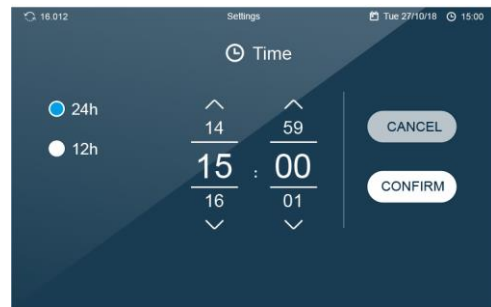 16.012 Settings Tue 27/10/18 15:00
Time
24h
12h
14 59
15 : 00
16 01
CANCEL
CONFIRM